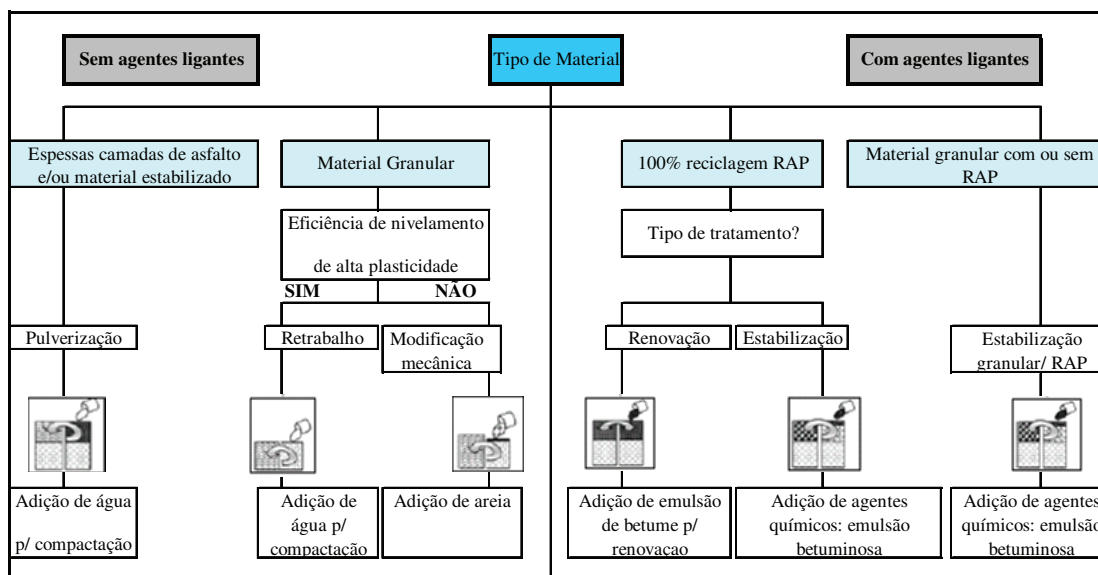 Sem agentes ligantes
Tipo de Material
Com agentes ligantes
Espessas camadas de asfalto
e/ou material estabilizado
Material Granular
100% reciclagem RAP
Material granular com ou sem
RAP
Eficiência de nivelamento
de alta plasticidade
Tipo de tratamento?
SIM
NÃO
Pulverização
Retrabalho
Modificação
mecânica
Renovação
Estabilização
Estabilização
granular/ RAP
Adição de água
p/ compactação
Adição de
água p/
compactação
Adição de areia
Adição de emulsão
de betume p/
renovaçao
Adição de agentes
químicos: emulsão
betuminosa
Adição de agentes
químicos: emulsão
betuminosa